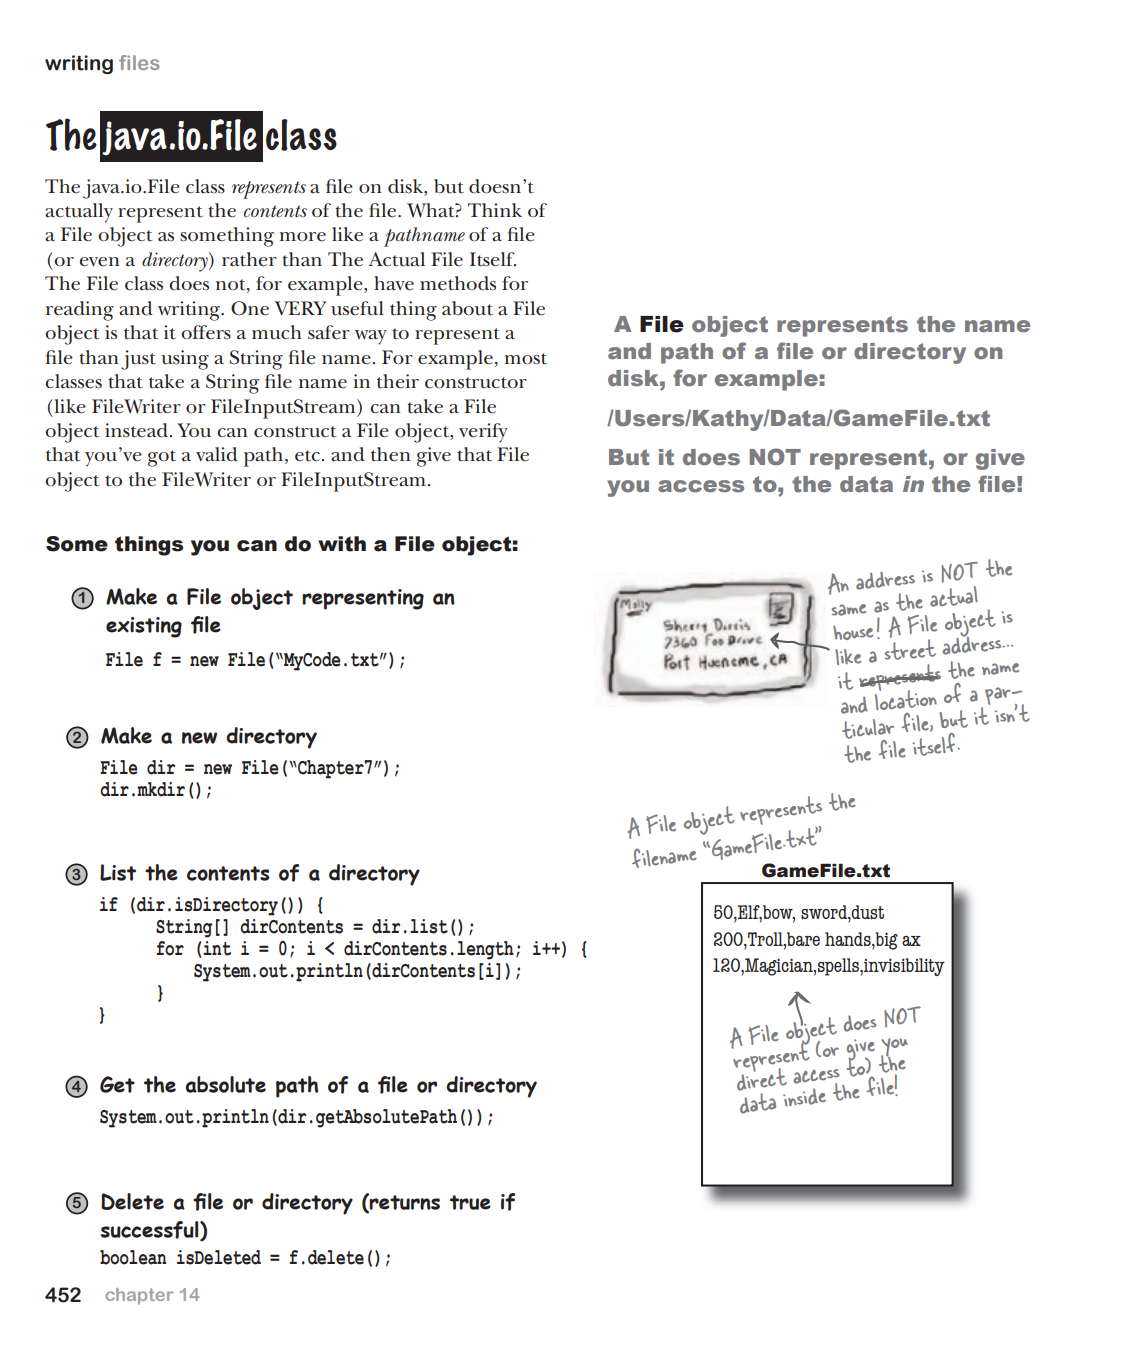 writing files
The java.io.File class
The java.io.File class represents a file on disk, but doesn't
actually represent the contents of the file. What? Think of
a File object as something more like a pathname of a file
(or even a directory) rather than The Actual File Itself.
The File class does not, for example, have methods for
reading and writing. One VERY useful thing about a File
object is that it offers a much safer way to represent a
file than just using a String file name. For example, most
classes that take a String file name in their constructor
(like FileWriter or FileInputStream) can take a File
object instead. You can construct a File object, verify
that you've got a valid path, etc. and then give that File
object to the FileWriter or FileInputStream.
Some things you can do with a File object:
1 Make a File object representing an
existing file
File f = new File("MyCode.txt");
2 Make a new directory
File dir = new File("Chapter7");
dir.mkdir();
3 List the contents of a directory
if (dir.isDirectory()) {
String[] dirContents = dir.list();
for (int i = 0; i < dirContents.length; i++) {
System.out.println(dirContents[i]);
}
}
4 Get the absolute path of a file or directory
System.out.println(dir.getAbsolutePath());
5 Delete a file or directory (returns true if
successful)
boolean isDeleted = f.delete();
A File object represents the name
and path of a file or directory on
disk, for example:
/Users/Kathy/Data/GameFile.txt
But it does NOT represent, or give
you access to, the data in the file!
Molly
Sherry Dorris
7360 Foo Drive
Port Hueneme, CA
An address is NOT the
same as the actual
house! A File object is
like a street address...
it represents the name
and location of a par–
ticular file, but it isn't
the file itself.
A File object represents the
filename "GameFile.txt"
GameFile.txt
50,Elf,bow, sword,dust
200,Troll,bare hands,big ax
120,Magician,spells,invisibility
A File object does NOT
represent (or give you
direct access to) the
data inside the file!
452 chapter 14